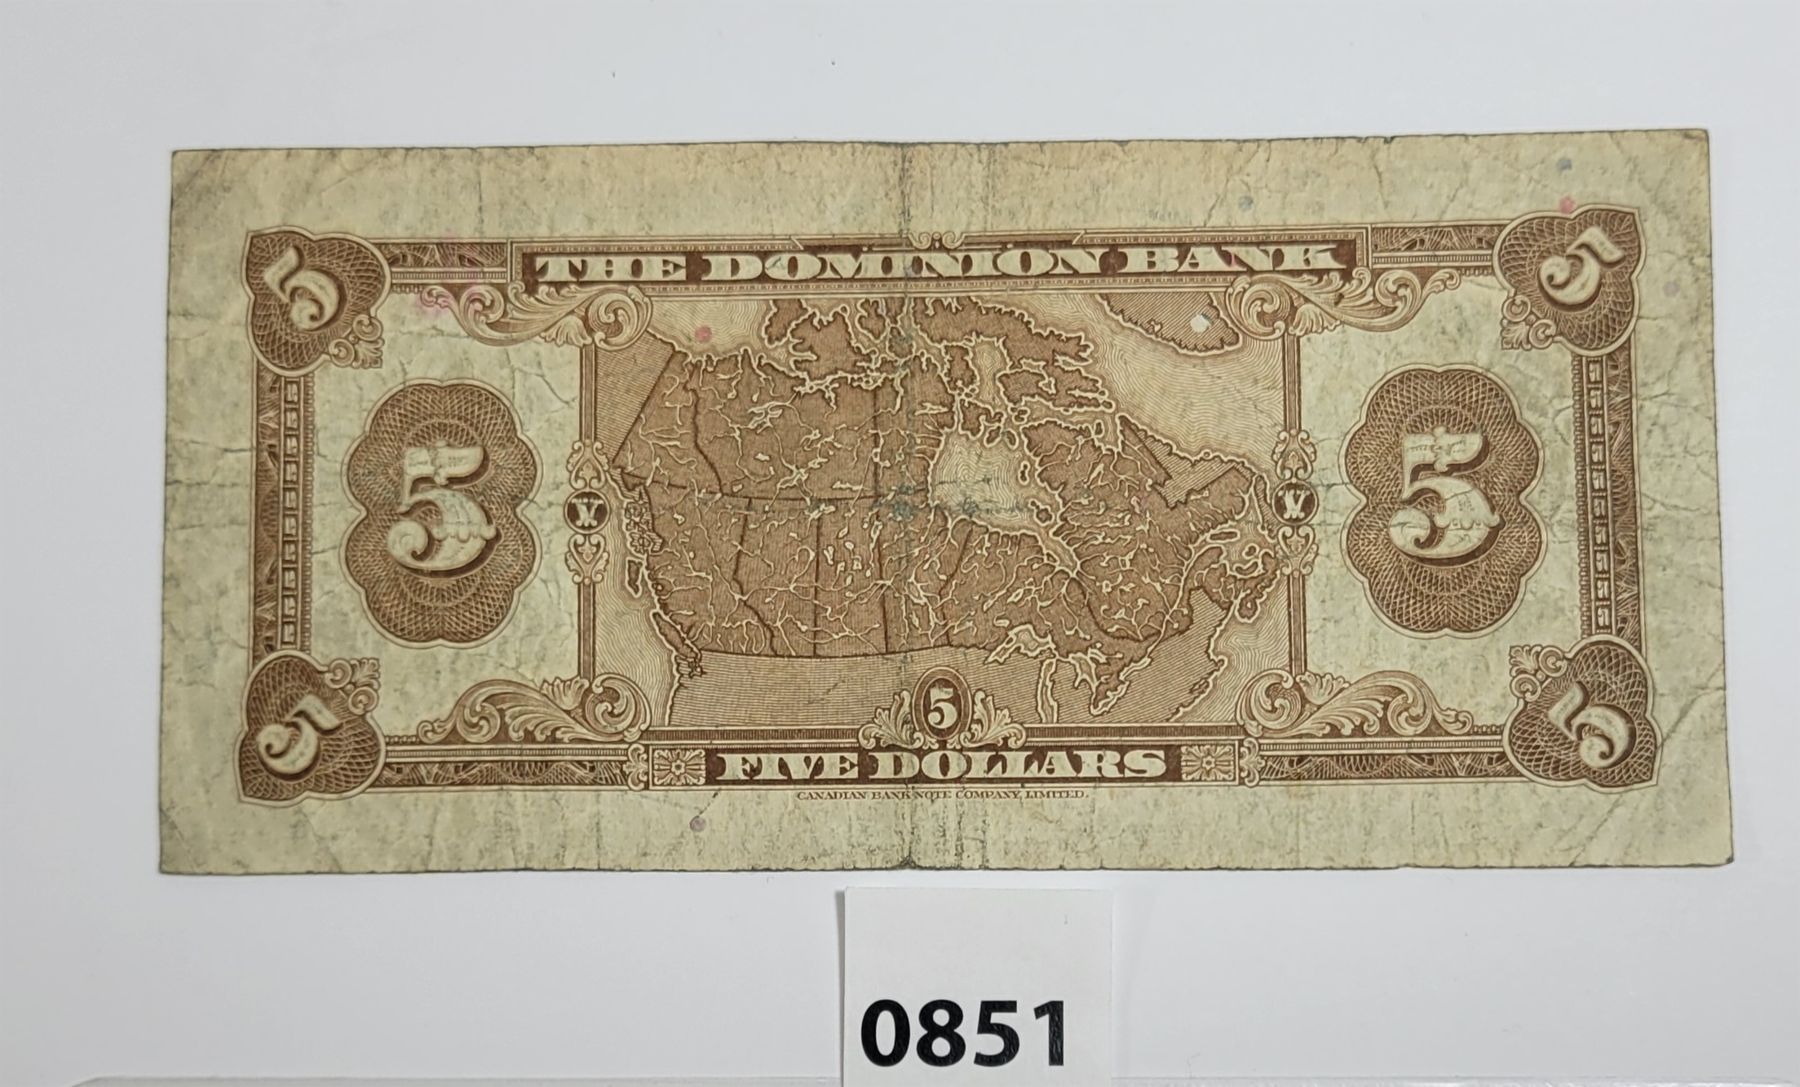 5 THE DOMINION BANK 5
5 5
V V
5
5 FIVE DOLLARS 5
CANADIAN BANK NOTE COMPANY, LIMITED.
0851